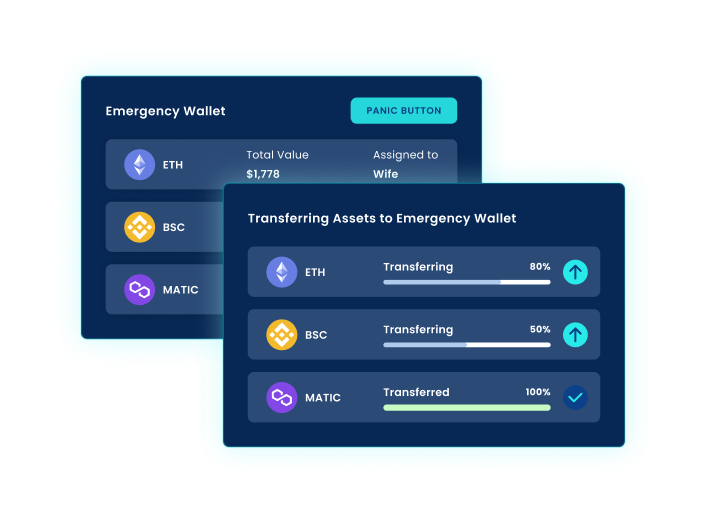 Emergency Wallet
PANIC BUTTON
ETH
Total Value
Assigned to
$1,778
Wife
BSC
MATIC
Transferring Assets to Emergency Wallet
ETH
Transferring
80%
BSC
Transferring
50%
MATIC
Transferred
100%